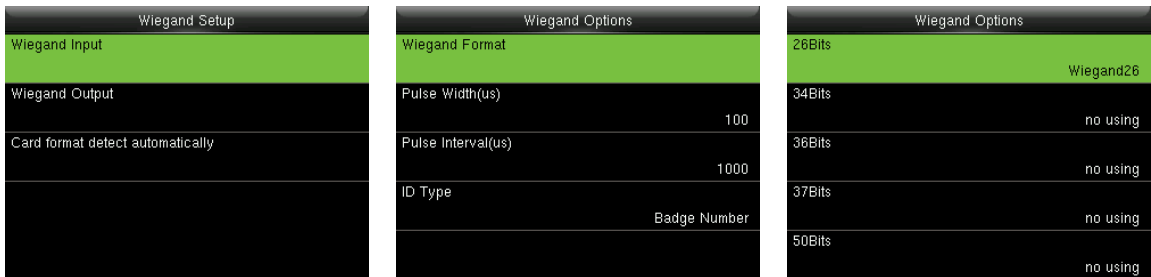 Wiegand Setup
Wiegand Input
Wiegand Output
Card format detect automatically
Wiegand Options
Wiegand Format
Pulse Width(us)
100
Pulse Interval(us)
1000
ID Type
Badge Number
Wiegand Options
26Bits
Wiegand26
34Bits
no using
36Bits
no using
37Bits
no using
50Bits
no using